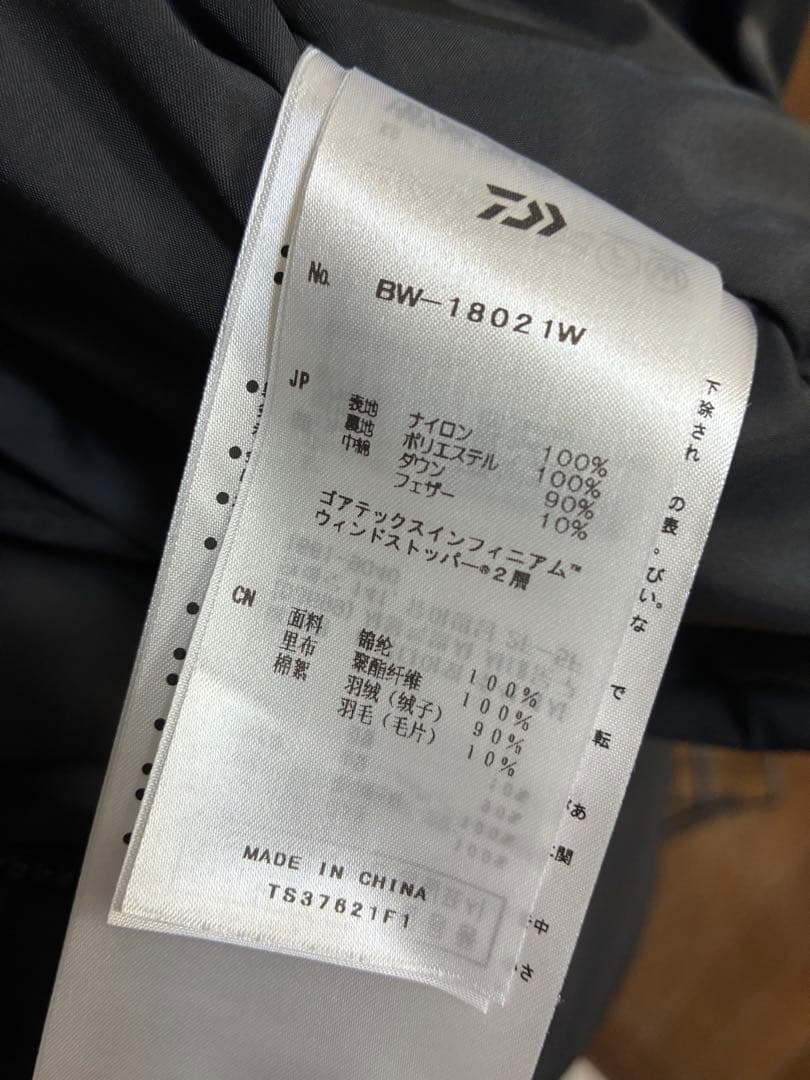 No. BW-18021W
JP
表地 ナイロン 100%
裏地 ポリエステル 100%
中綿 ダウン 90%
フェザー 10%
ゴアテックスインフィニアム™
ウィンドストッパー®2層
CN
面料 锦纶 100%
里布 聚酯纤维 100%
棉絮 羽绒(绒子) 90%
羽毛(毛片) 10%
MADE IN CHINA
TS37621F1